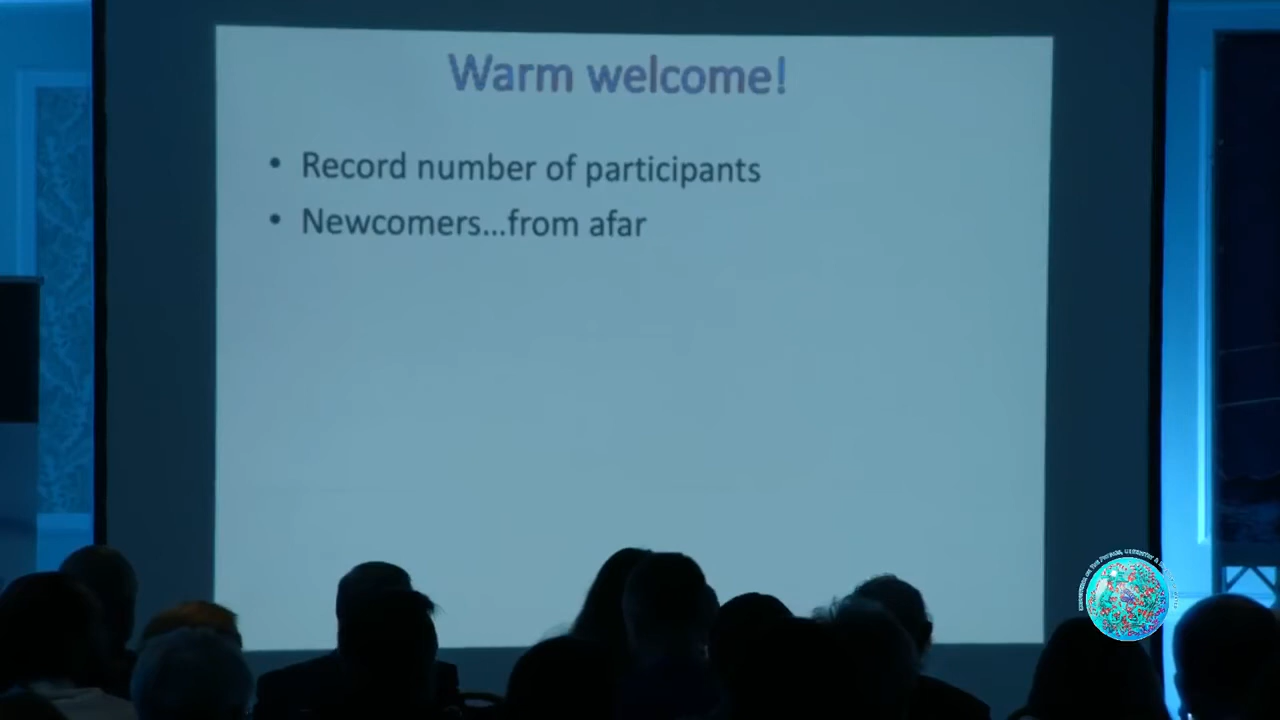 Warm welcome!
• Record number of participants
• Newcomers...from afar